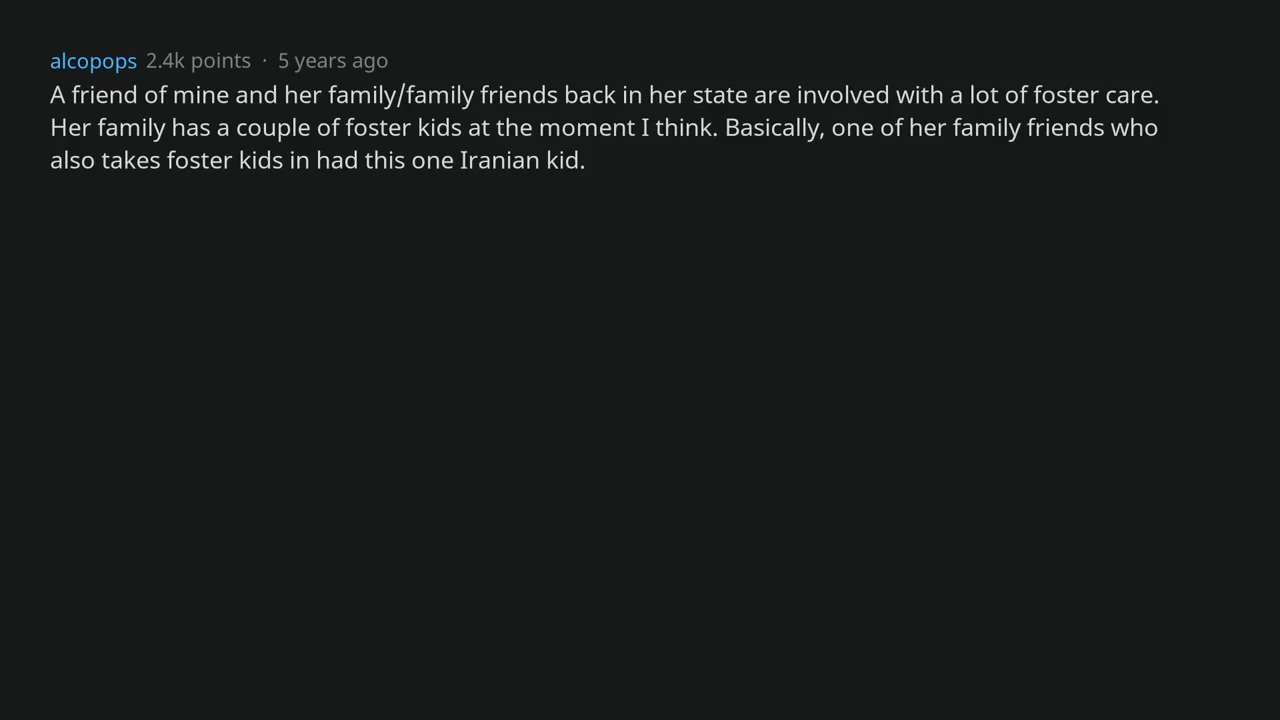 alcopops 2.4k points · 5 years ago
A friend of mine and her family/family friends back in her state are involved with a lot of foster care.
Her family has a couple of foster kids at the moment I think. Basically, one of her family friends who
also takes foster kids in had this one Iranian kid.